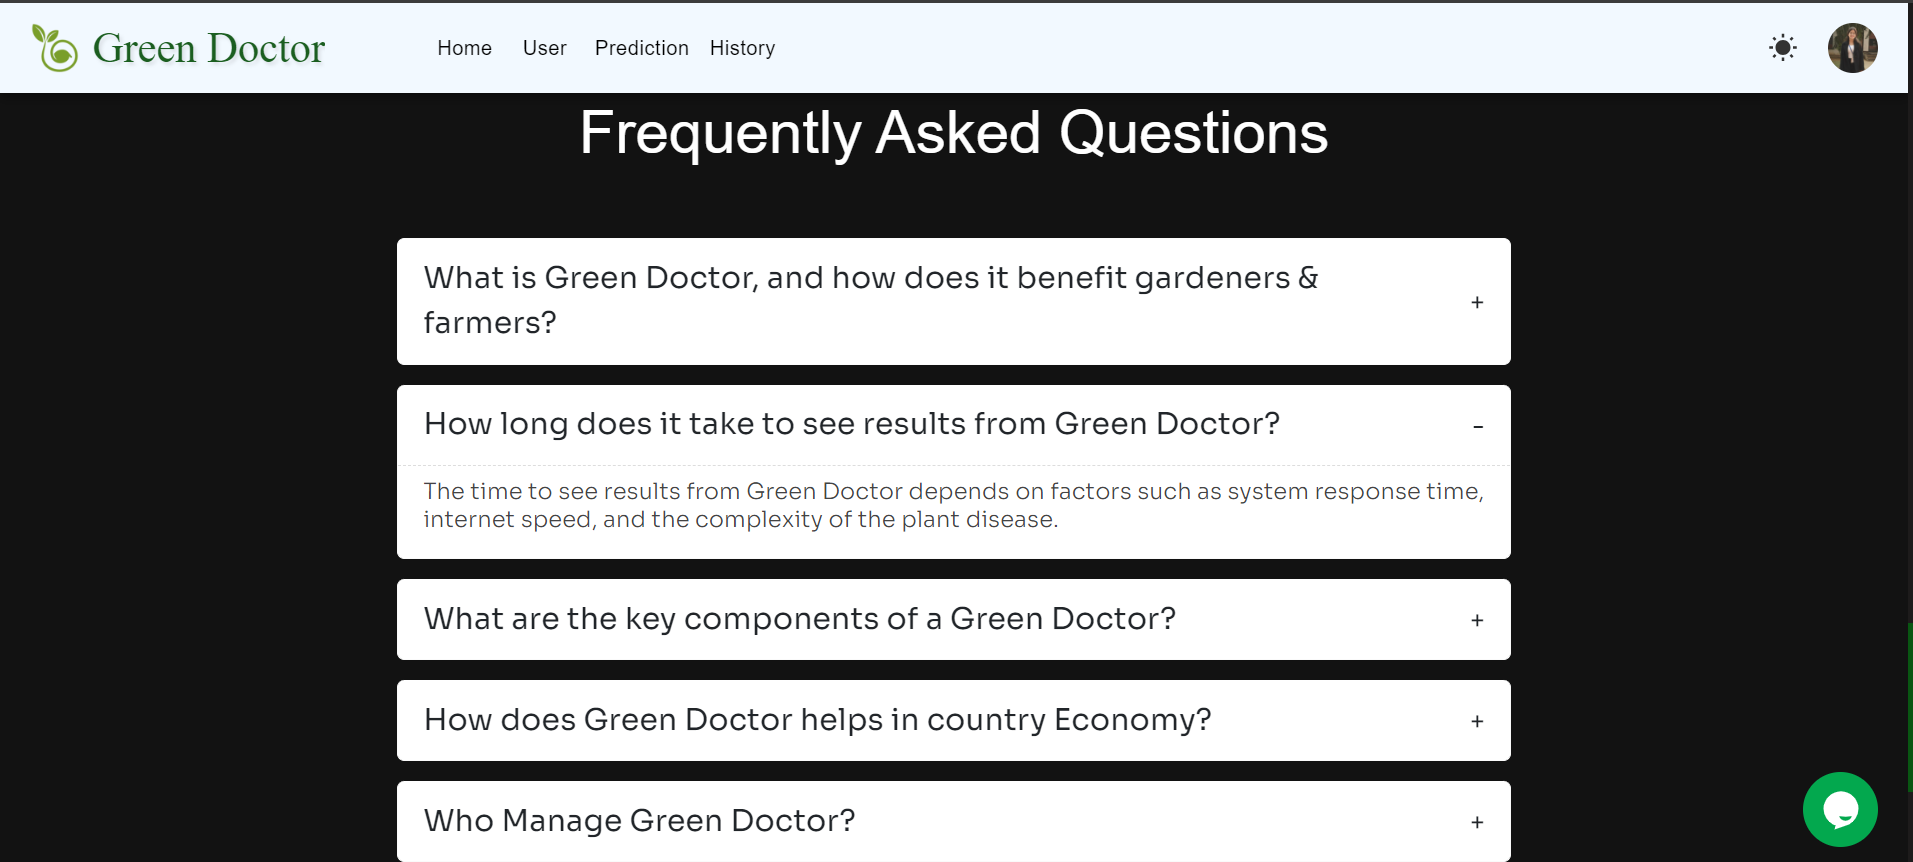 Green Doctor
Home User Prediction History
Frequently Asked Questions
What is Green Doctor, and how does it benefit gardeners &
farmers?
+
How long does it take to see results from Green Doctor?
-
The time to see results from Green Doctor depends on factors such as system response time,
internet speed, and the complexity of the plant disease.
What are the key components of a Green Doctor?
+
How does Green Doctor helps in country Economy?
+
Who Manage Green Doctor?
+